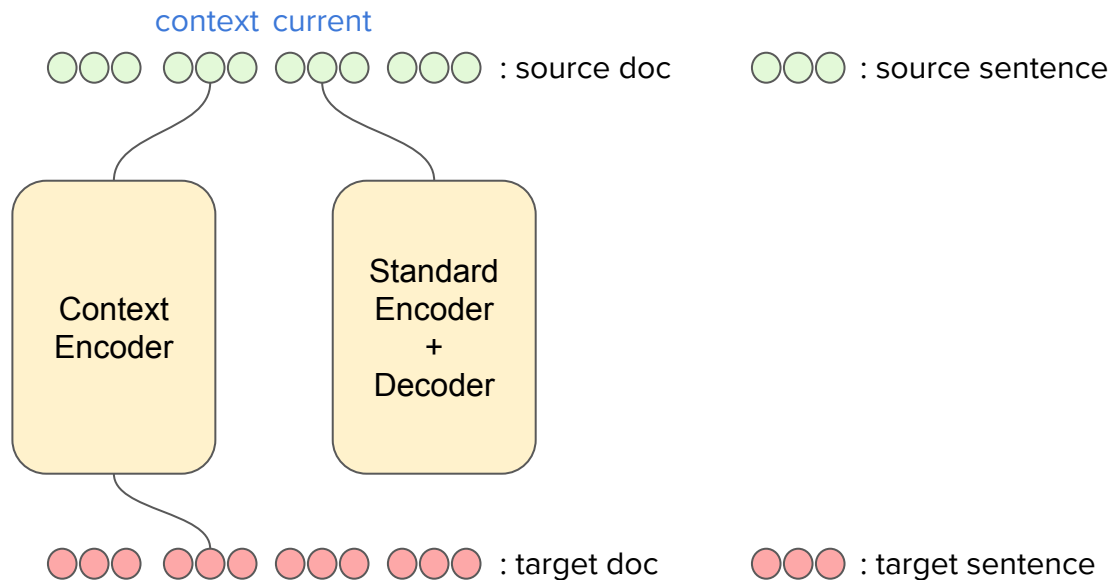 context current
: source doc
: source sentence
Context
Encoder
Standard
Encoder
+
Decoder
: target doc
: target sentence